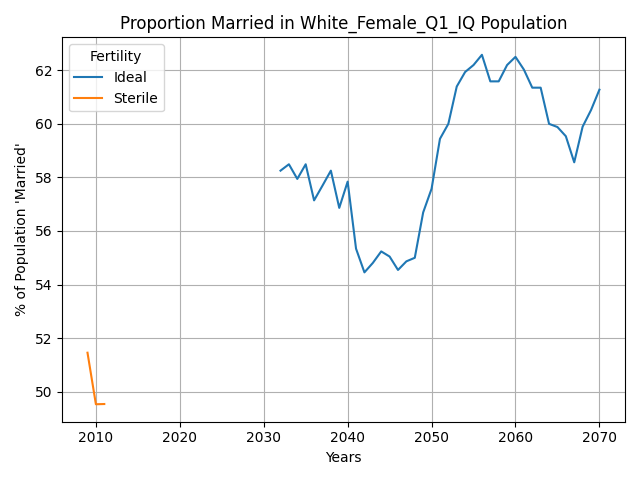 Proportion Married in White_Female_Q1_IQ Population
% of Population 'Married'
Fertility
Ideal
Sterile
62
60
58
56
54
52
50
2010 2020 2030 2040 2050 2060 2070
Years